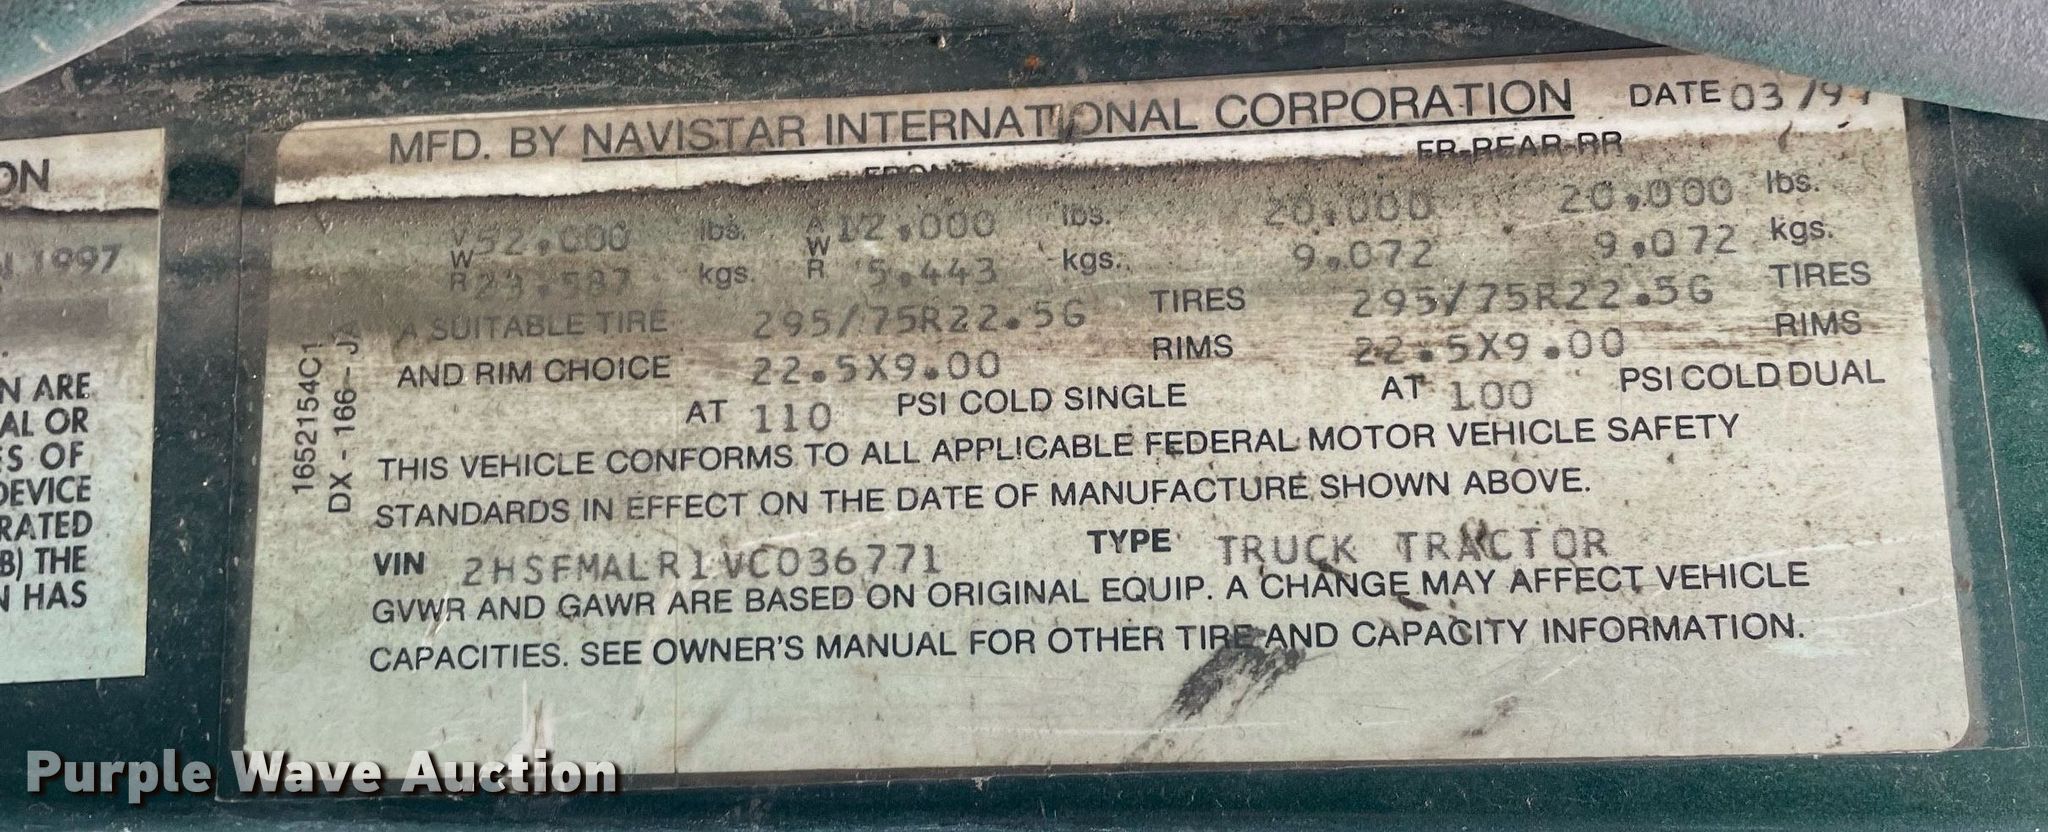 MFD. BY NAVISTAR INTERNATIONAL CORPORATION DATE 03/97
FRONT FR-REAR-RR
VWR 52,000 lbs. AWR 12,000 lbs. 20,000 20,000 lbs.
23,587 kgs. 5,443 kgs. 9,072 9,072 kgs.
A SUITABLE TIRE 295/75R22.5G TIRES 295/75R22.5G TIRES
AND RIM CHOICE 22.5X9.00 RIMS 22.5X9.00 RIMS
AT 110 PSI COLD SINGLE AT 100 PSI COLD DUAL
THIS VEHICLE CONFORMS TO ALL APPLICABLE FEDERAL MOTOR VEHICLE SAFETY
STANDARDS IN EFFECT ON THE DATE OF MANUFACTURE SHOWN ABOVE.
VIN 2HSFMALR1VC036771 TYPE TRUCK TRACTOR
GVWR AND GAWR ARE BASED ON ORIGINAL EQUIP. A CHANGE MAY AFFECT VEHICLE
CAPACITIES. SEE OWNER'S MANUAL FOR OTHER TIRE AND CAPACITY INFORMATION.
1652154C1
DX - 166 - JA
ON
1997
N ARE
AL OR
ES OF
DEVICE
RATED
B) THE
N HAS
Purple Wave Auction